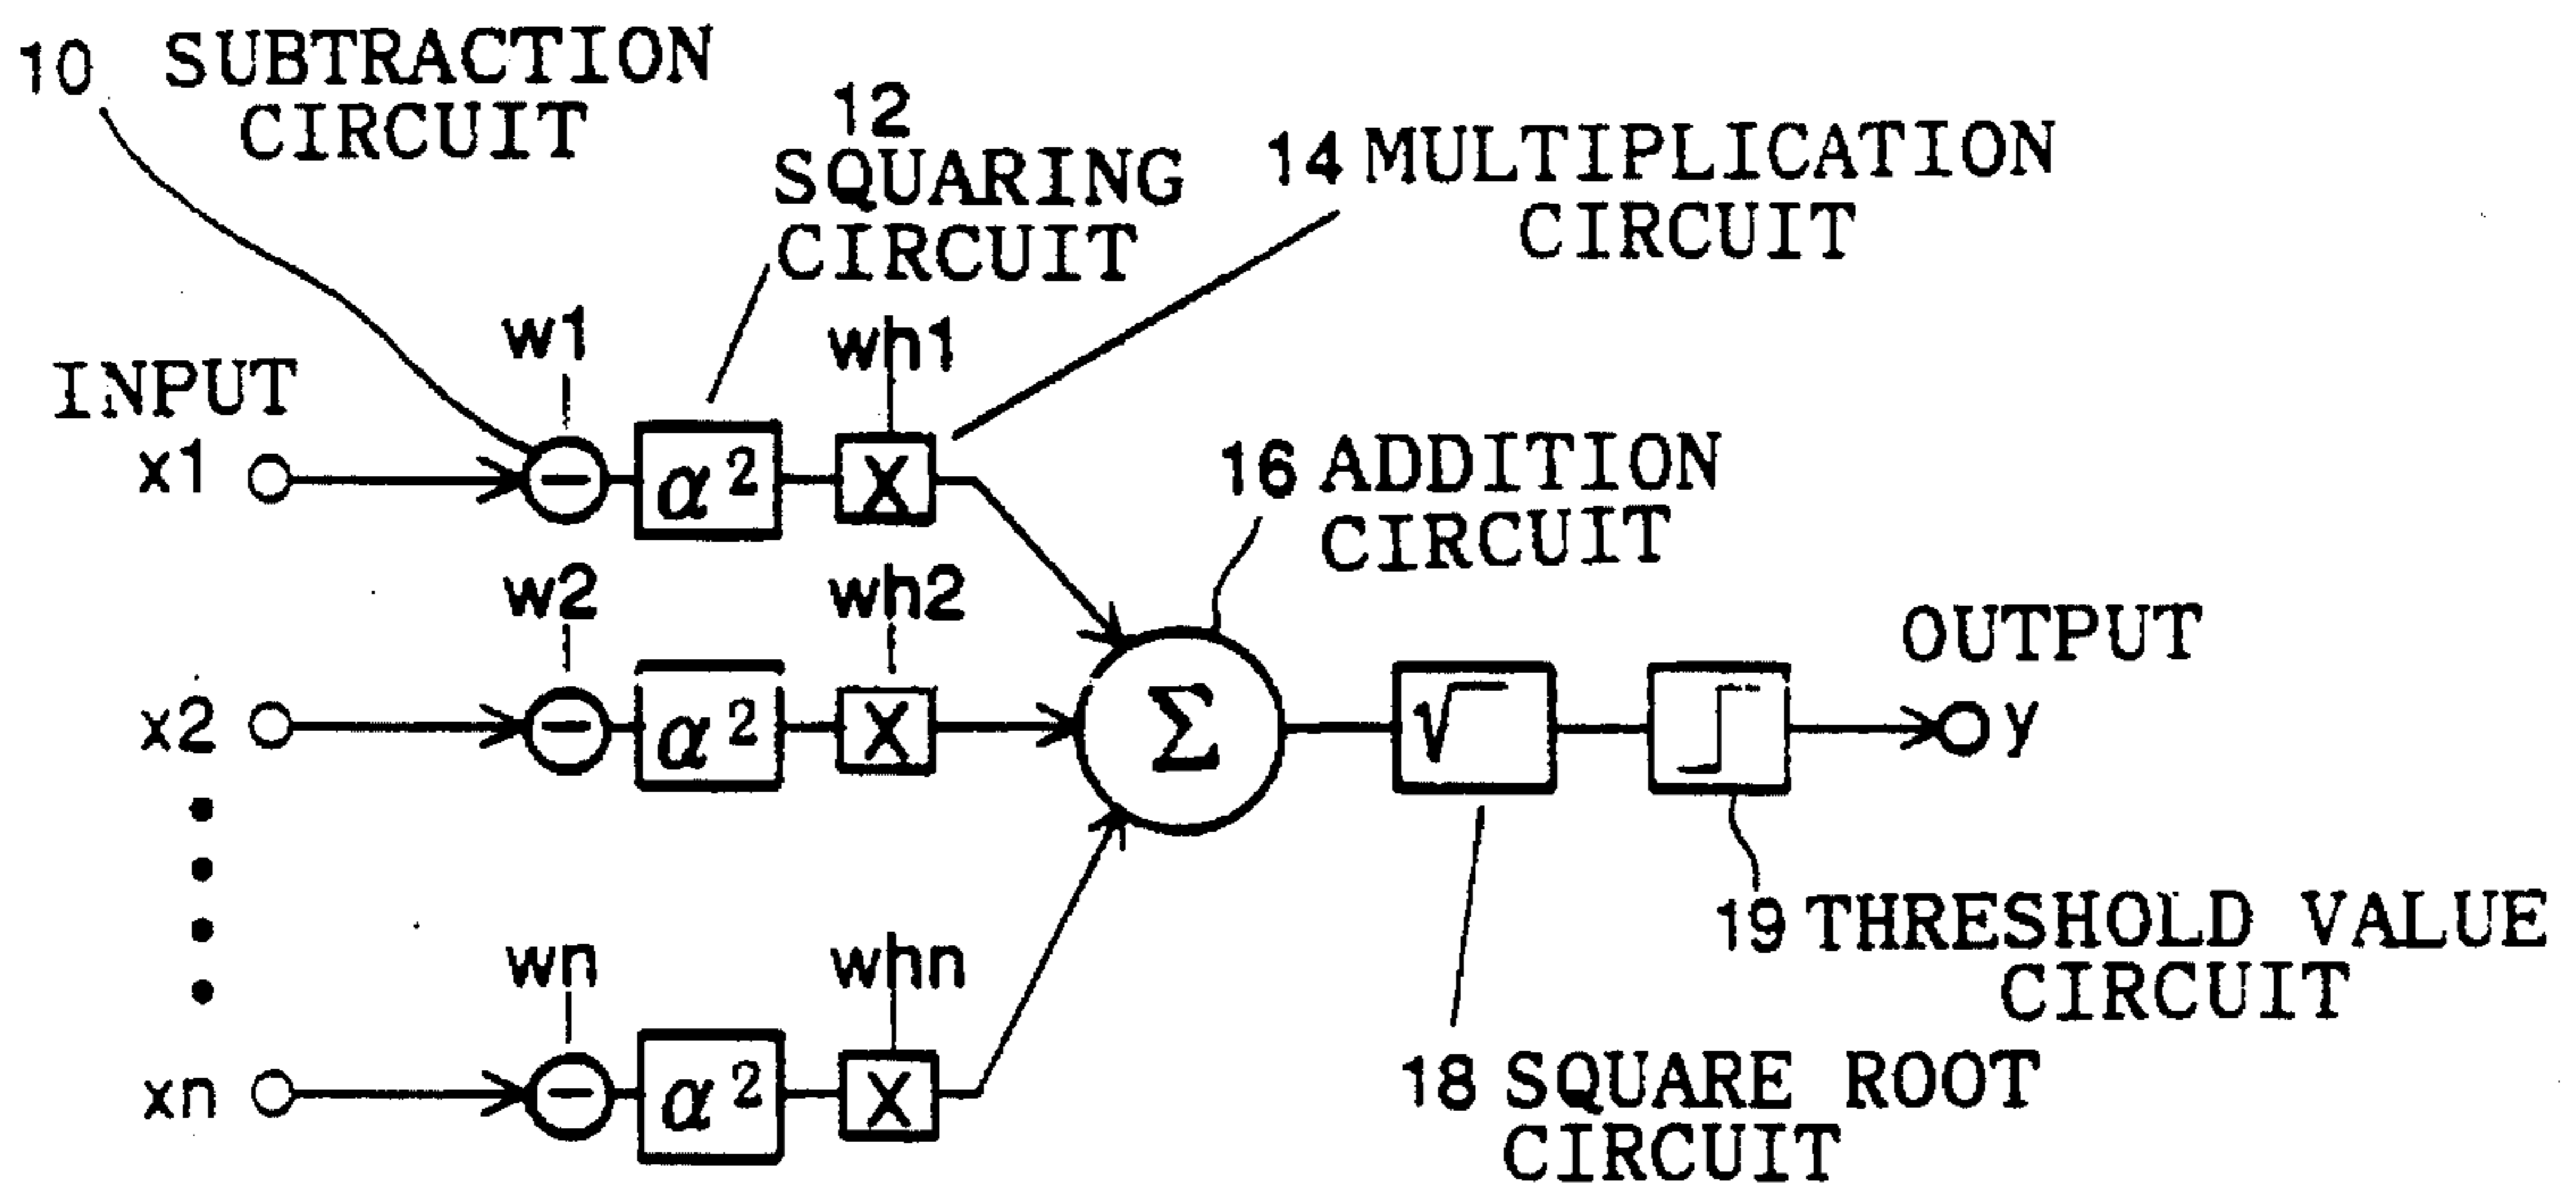 10 SUBTRACTION
CIRCUIT
12
SQUARING
CIRCUIT
14 MULTIPLICATION
CIRCUIT
INPUT
w1
wh1
x1
−
α²
X
16 ADDITION
CIRCUIT
w2
wh2
x2
−
α²
X
Σ
√
OUTPUT
y
wn
whn
xn
−
α²
X
19 THRESHOLD VALUE
CIRCUIT
18 SQUARE ROOT
CIRCUIT